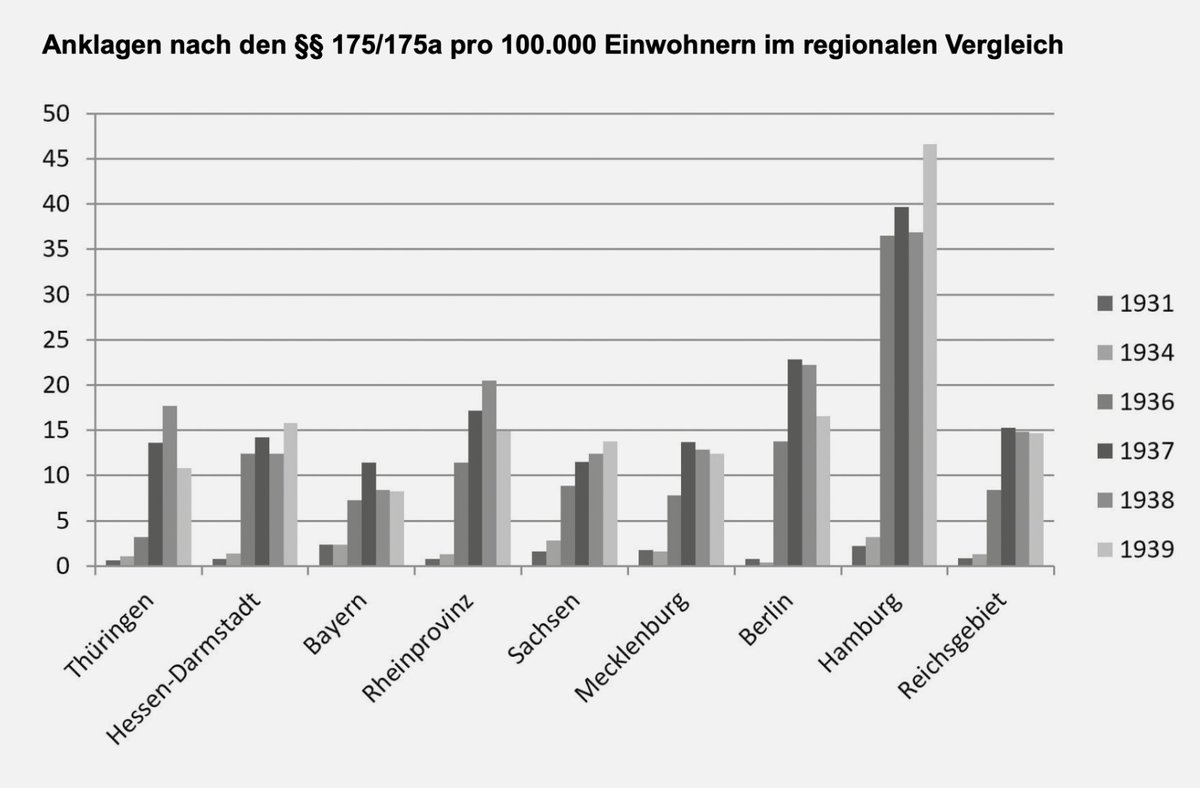 Anklagen nach den §§ 175/175a pro 100.000 Einwohnern im regionalen Vergleich
50
45
40
35
30
25
20
15
10
5
0
1931
1934
1936
1937
1938
1939
Thüringen
Hessen-Darmstadt
Bayern
Rheinprovinz
Sachsen
Mecklenburg
Berlin
Hamburg
Reichsgebiet